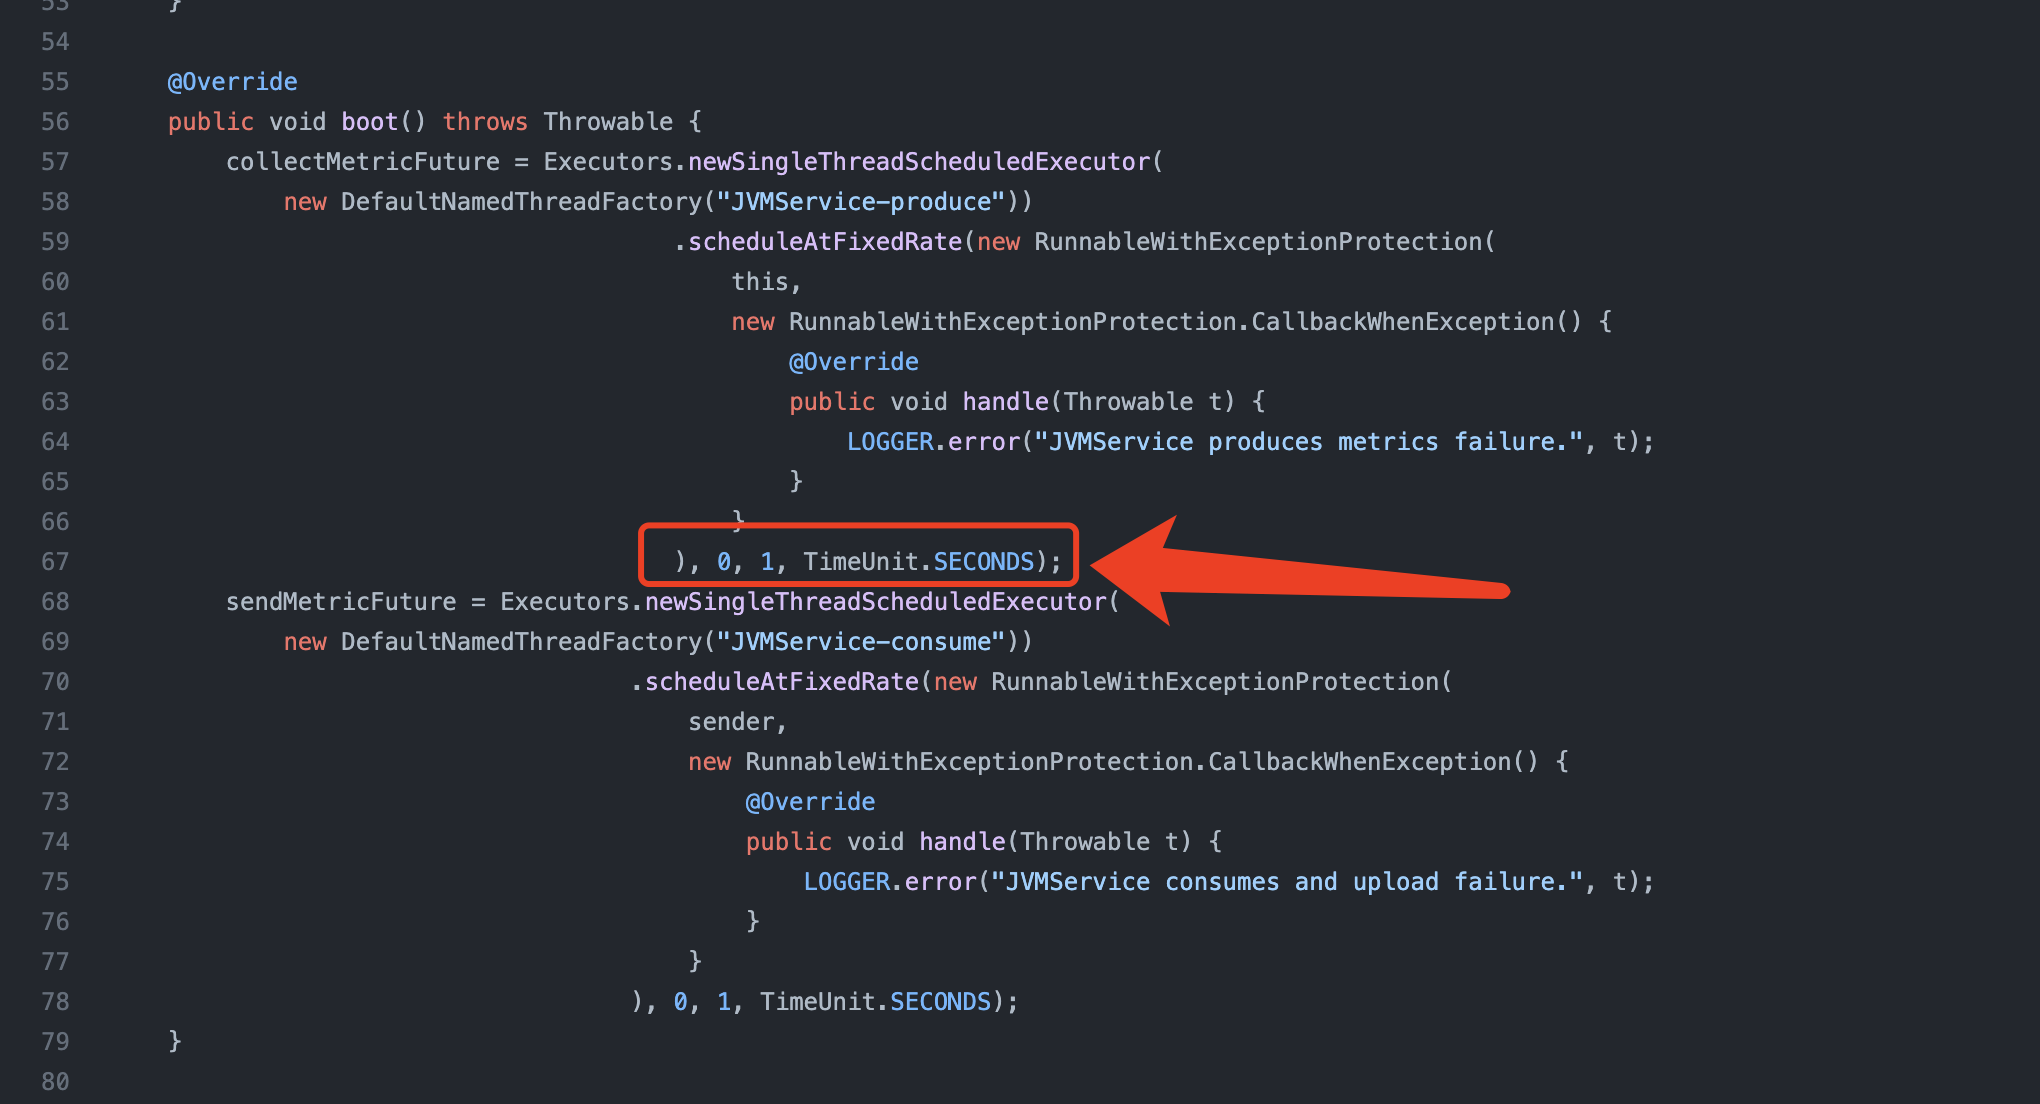 53 }
54
55 @Override
56 public void boot() throws Throwable {
57 collectMetricFuture = Executors.newSingleThreadScheduledExecutor(
58 new DefaultNamedThreadFactory("JVMService-produce"))
59 .scheduleAtFixedRate(new RunnableWithExceptionProtection(
60 this,
61 new RunnableWithExceptionProtection.CallbackWhenException() {
62 @Override
63 public void handle(Throwable t) {
64 LOGGER.error("JVMService produces metrics failure.", t);
65 }
66 }
67 ), 0, 1, TimeUnit.SECONDS);
68 sendMetricFuture = Executors.newSingleThreadScheduledExecutor(
69 new DefaultNamedThreadFactory("JVMService-consume"))
70 .scheduleAtFixedRate(new RunnableWithExceptionProtection(
71 sender,
72 new RunnableWithExceptionProtection.CallbackWhenException() {
73 @Override
74 public void handle(Throwable t) {
75 LOGGER.error("JVMService consumes and upload failure.", t);
76 }
77 }
78 ), 0, 1, TimeUnit.SECONDS);
79 }
80